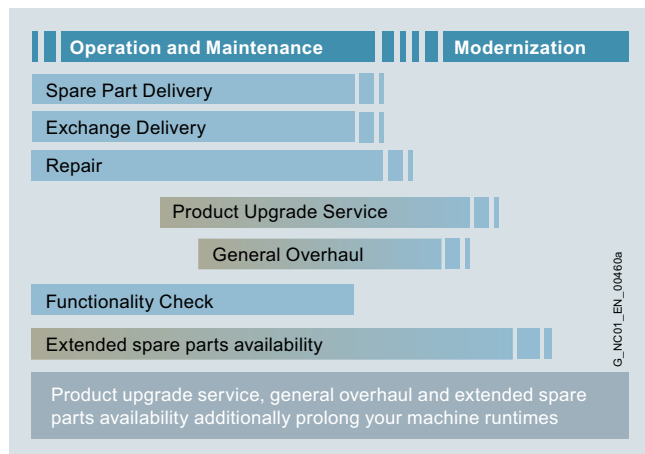 Operation and Maintenance
Modernization
Spare Part Delivery
Exchange Delivery
Repair
Product Upgrade Service
General Overhaul
Functionality Check
Extended spare parts availability
G_NC01_EN_00460a
Product upgrade service, general overhaul and extended spare
parts availability additionally prolong your machine runtimes